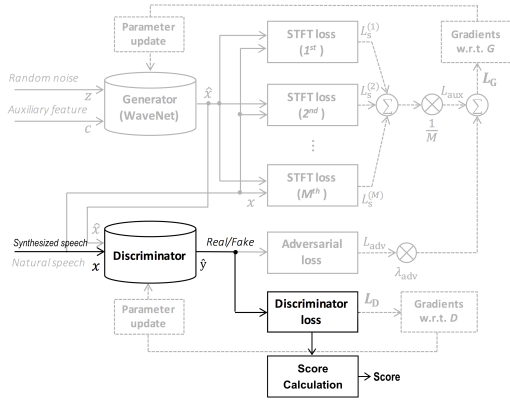 Parameter
update
Gradients
w.r.t. G
STFT loss
(1st )
L_s^(1)
L_G
Random noise
z
Auxiliary feature
c
Generator
(WaveNet)
x̂
STFT loss
(2nd )
L_s^(2)
∑
1/M
L_aux
∑
⋮
STFT loss
(Mth )
L_s^(M)
x
x̂
Synthesized speech
Natural speech
x
Discriminator
Real/Fake
ŷ
Adversarial
loss
L_adv
λ_adv
Parameter
update
Discriminator
loss
L_D
Gradients
w.r.t. D
Score
Calculation
Score